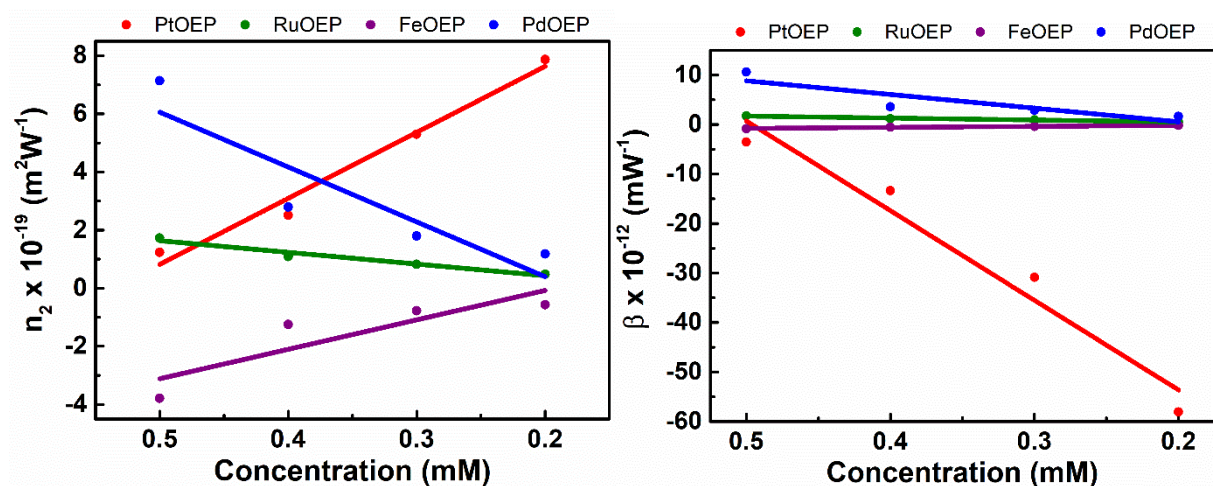 PtOEP RuOEP FeOEP PdOEP
8
6
4
2
0
-2
-4
n2 x 10-19 (m2W-1)
0.5 0.4 0.3 0.2
Concentration (mM)
PtOEP RuOEP FeOEP PdOEP
10
0
-10
-20
-30
-40
-50
-60
β x 10-12 (mW-1)
0.5 0.4 0.3 0.2
Concentration (mM)